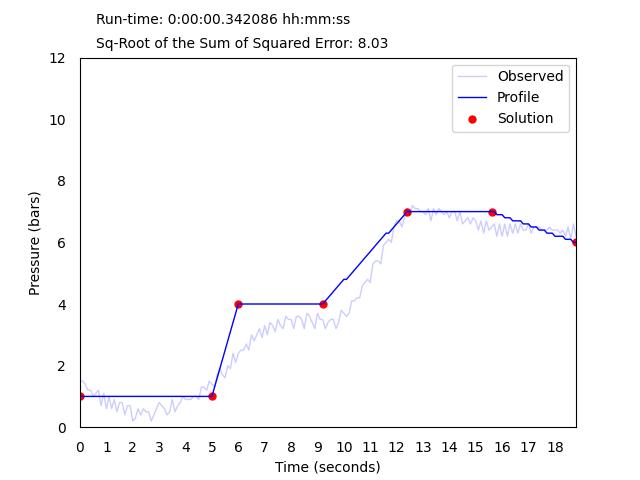 Run-time: 0:00:00.342086 hh:mm:ss
Sq-Root of the Sum of Squared Error: 8.03
12
10
8
6
4
2
0
Pressure (bars)
Observed
Profile
Solution
0 1 2 3 4 5 6 7 8 9 10 11 12 13 14 15 16 17 18
Time (seconds)